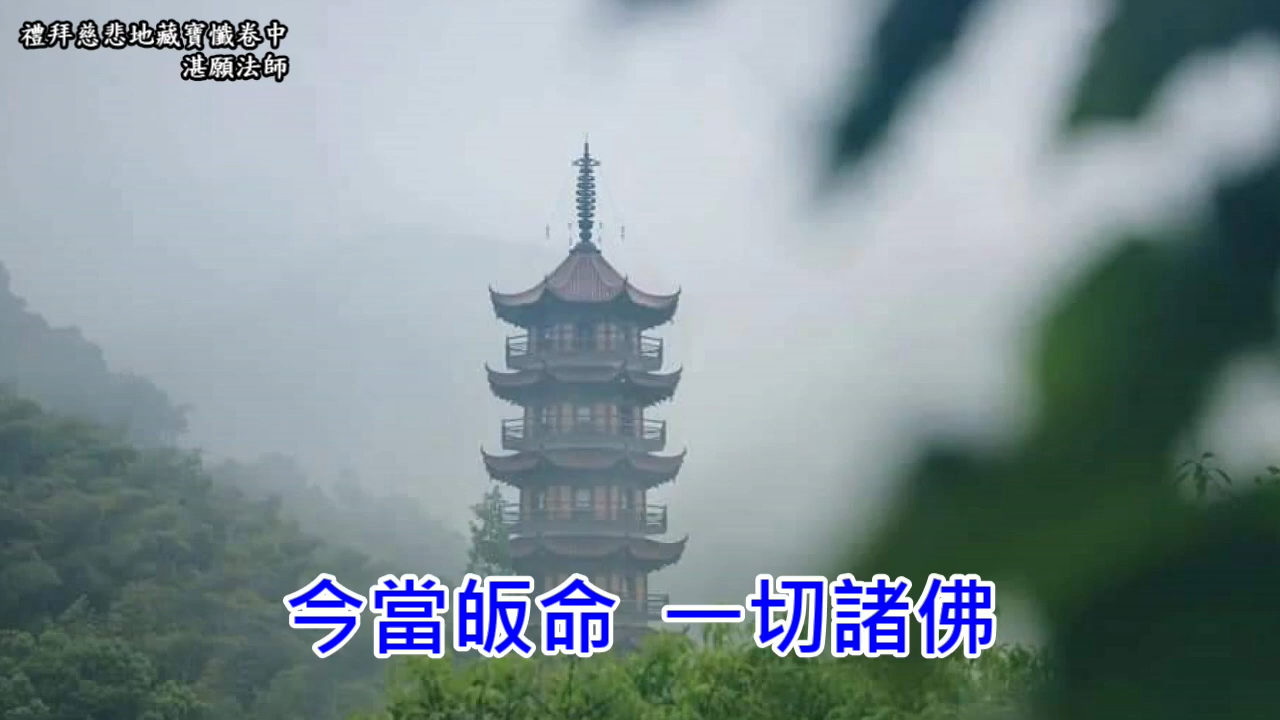 禮拜慈悲地藏寶懺卷中
湛願法師
今當皈命 一切諸佛